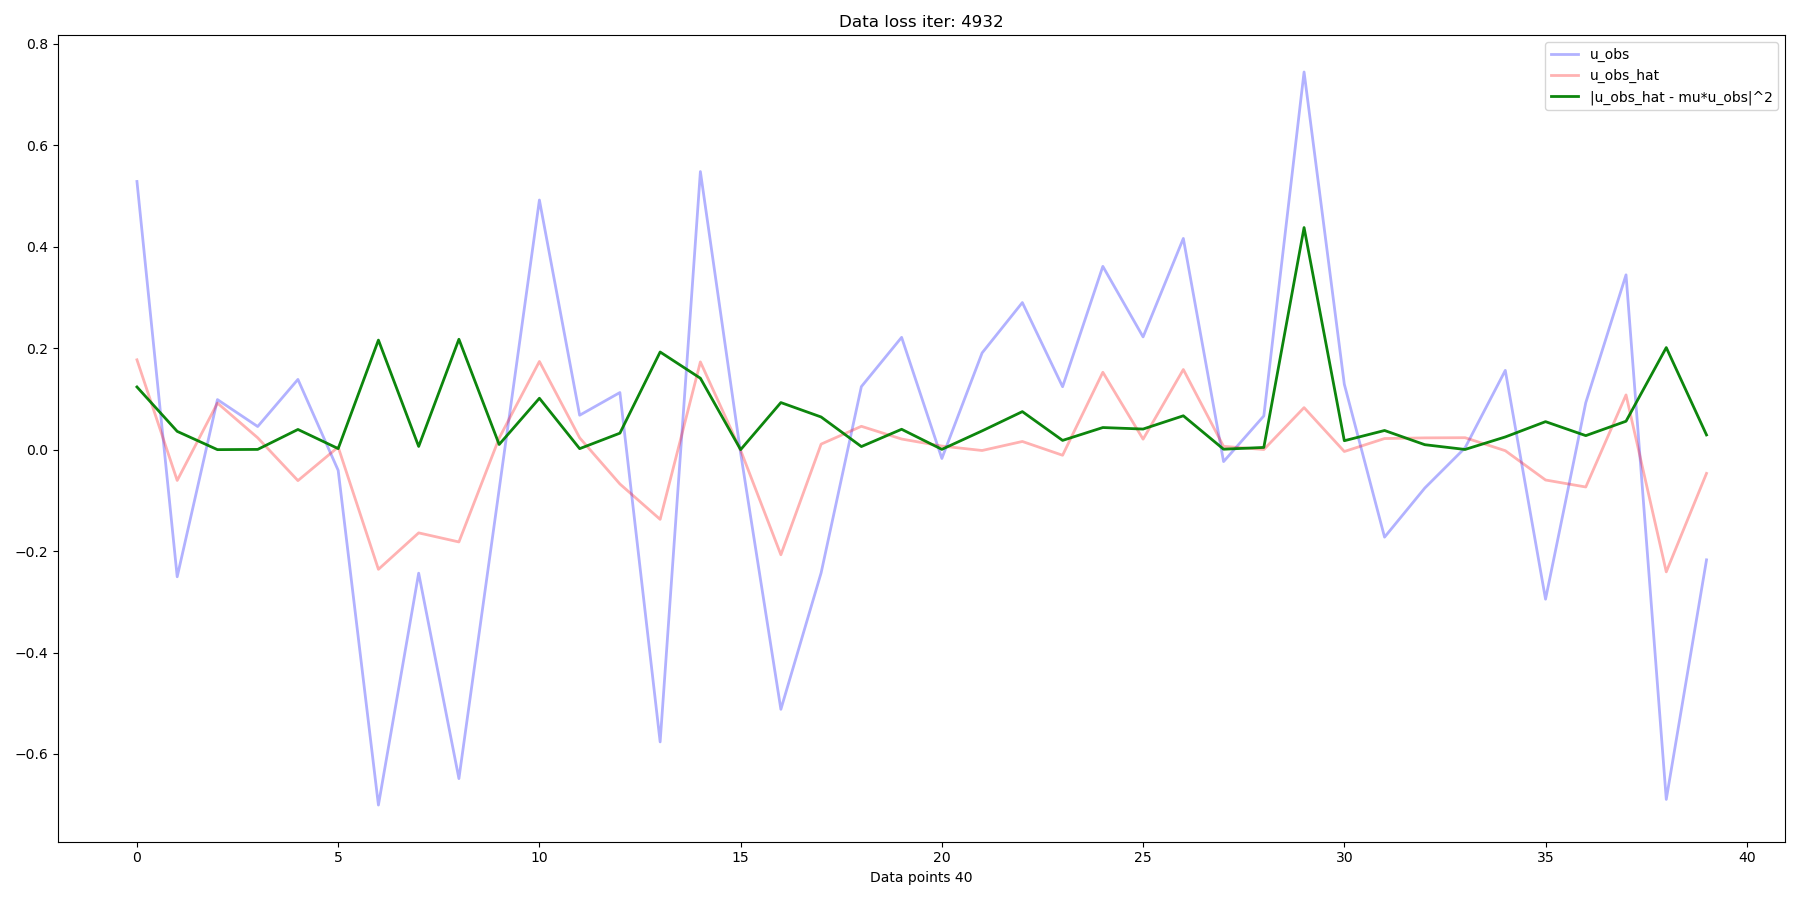 Data loss iter: 4932
u_obs
u_obs_hat
|u_obs_hat - mu*u_obs|^2
0.8
0.6
0.4
0.2
0.0
−0.2
−0.4
−0.6
0 5 10 15 20 25 30 35 40
Data points 40